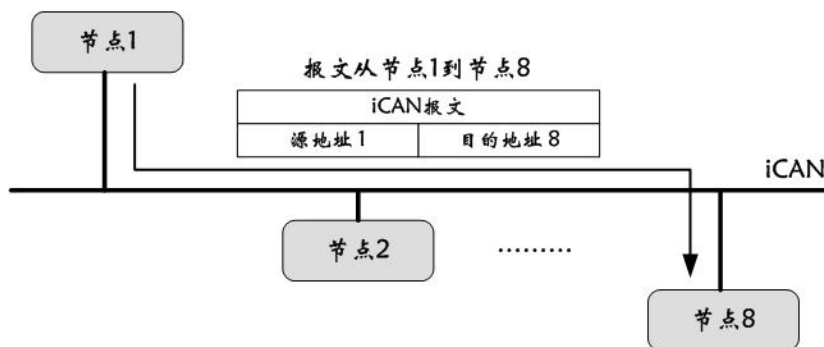 节点1
报文从节点1到节点8
iCAN报文
源地址1
目的地址8
iCAN
节点2
………
节点8